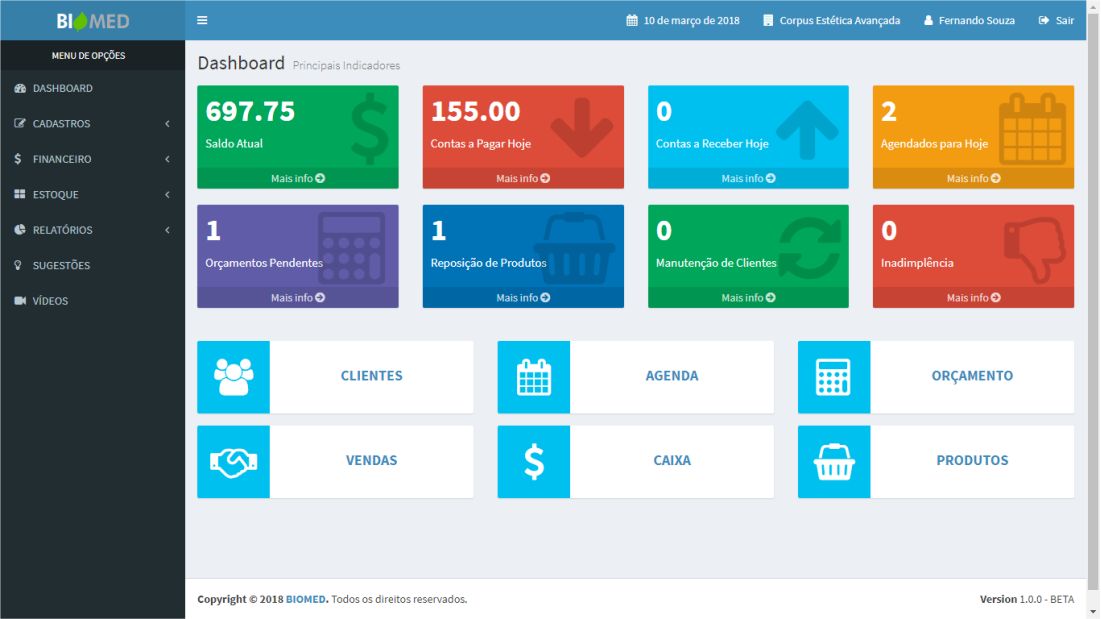 BIOMED
10 de março de 2018 Corpus Estética Avançada Fernando Souza Sair
MENU DE OPÇÕES
DASHBOARD
CADASTROS
FINANCEIRO
ESTOQUE
RELATÓRIOS
SUGESTÕES
VÍDEOS
Dashboard Principais Indicadores
697.75
Saldo Atual
Mais info
155.00
Contas a Pagar Hoje
Mais info
0
Contas a Receber Hoje
Mais info
2
Agendados para Hoje
Mais info
1
Orçamentos Pendentes
Mais info
1
Reposição de Produtos
Mais info
0
Manutenção de Clientes
Mais info
0
Inadimplência
Mais info
CLIENTES
AGENDA
ORÇAMENTO
VENDAS
CAIXA
PRODUTOS
Copyright © 2018 BIOMED. Todos os direitos reservados.
Version 1.0.0 - BETA